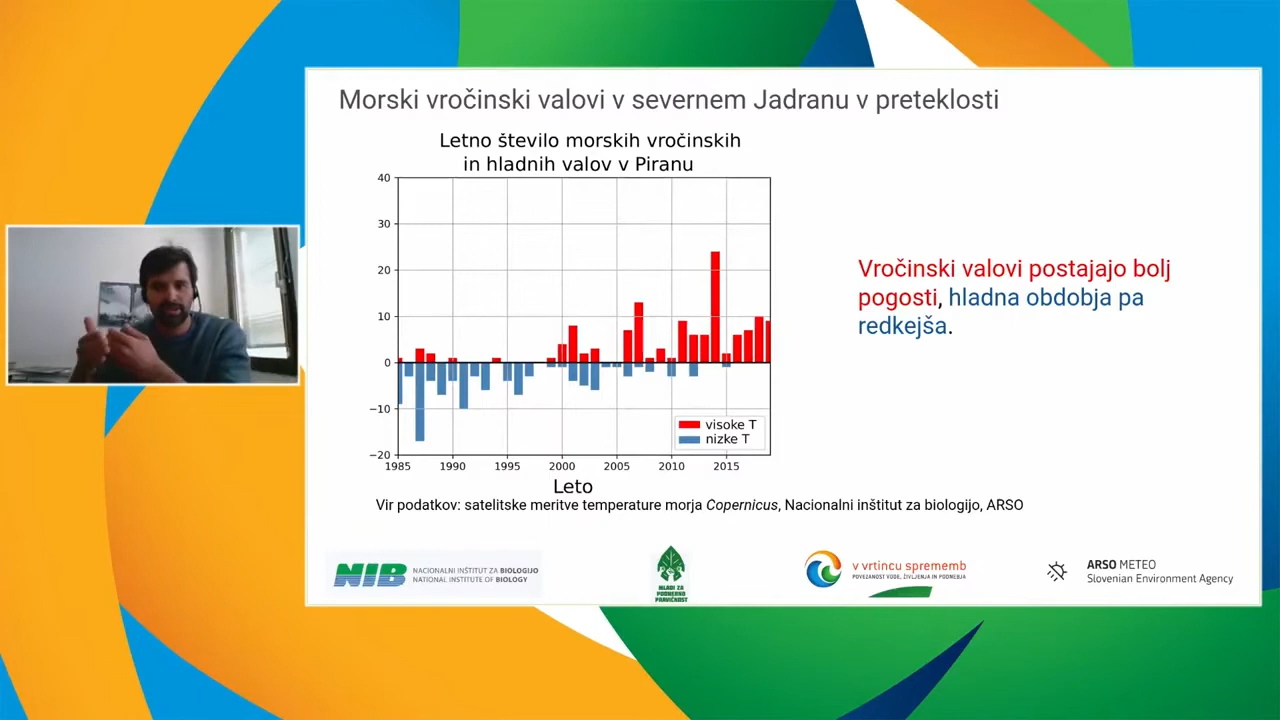 Morski vročinski valovi v severnem Jadranu v preteklosti
Letno število morskih vročinskih
in hladnih valov v Piranu
40
30
20
10
0
−10
−20
1985 1990 1995 2000 2005 2010 2015
visoke T
nizke T
Leto
Vročinski valovi postajajo bolj
pogosti, hladna obdobja pa
redkejša.
Vir podatkov: satelitske meritve temperature morja Copernicus, Nacionalni inštitut za biologijo, ARSO
NIB
NACIONALNI INŠTITUT ZA BIOLOGIJO
NATIONAL INSTITUTE OF BIOLOGY
MLADI ZA
PODNEBNO
PRAVIČNOST
v vrtincu sprememb
POVEZANOST VODE, ŽIVLJENJA IN PODNEBJA
ARSO METEO
Slovenian Environment Agency